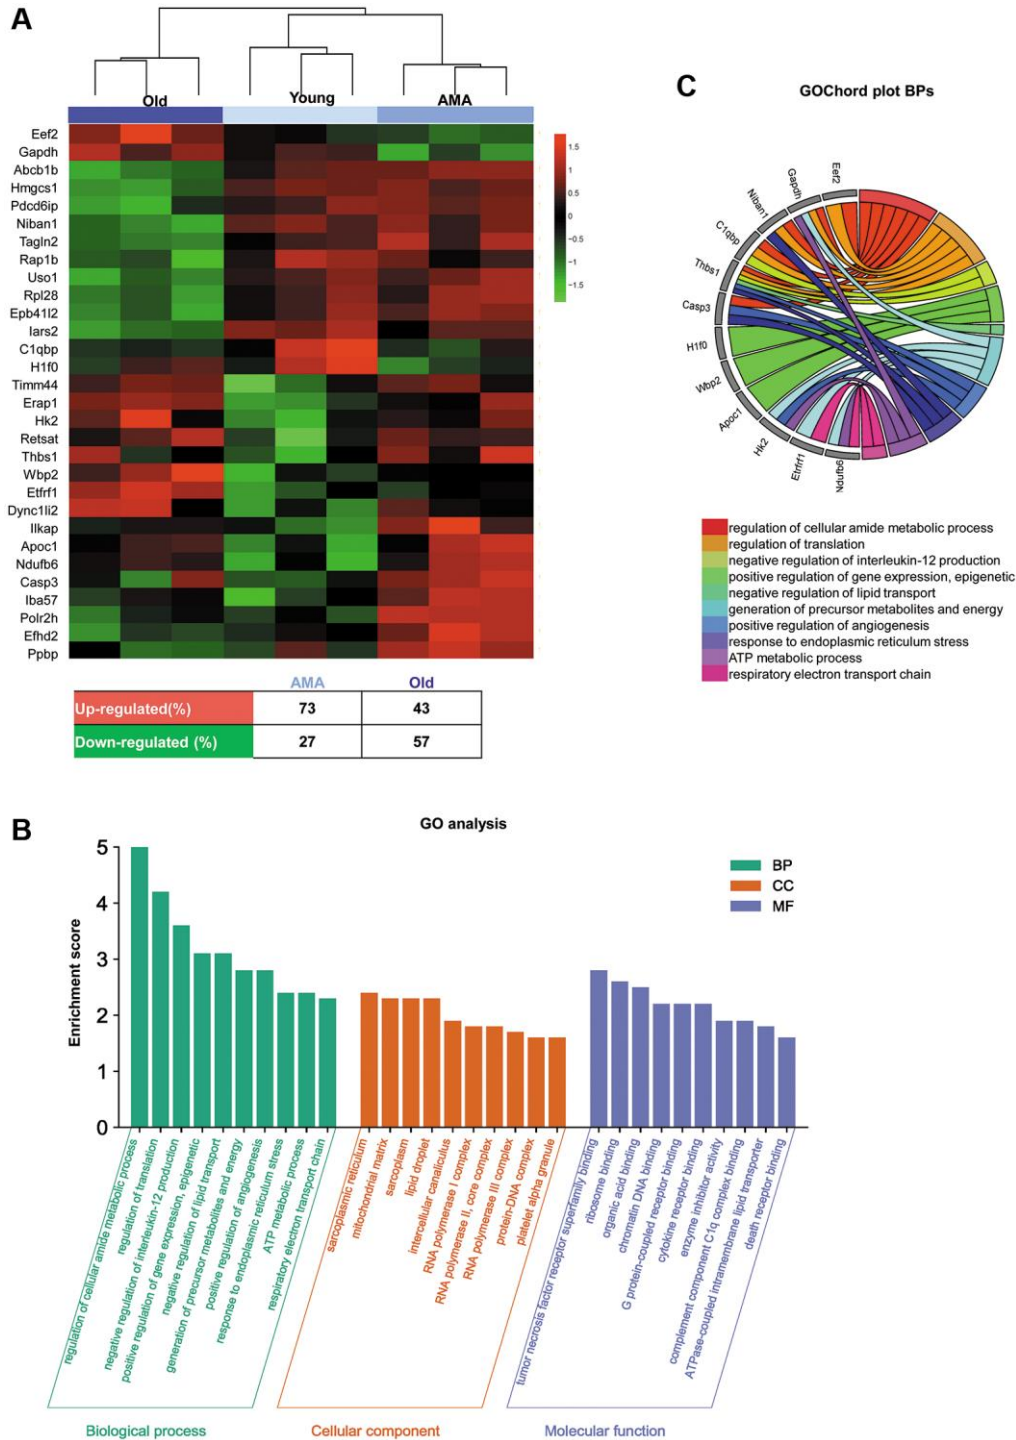 A
Old Young AMA
Eef2
Gapdh
Abcb1b
Hmgcs1
Pdcd6ip
Niban1
Tagln2
Rap1b
Uso1
Rpl28
Epb41l2
Iars2
C1qbp
H1f0
Timm44
Erap1
Hk2
Retsat
Thbs1
Wbp2
Etfrf1
Dync1li2
Ilkap
Apoc1
Ndufb6
Casp3
Iba57
Polr2h
Efhd2
Ppbp
1.5
1
0.5
0
−0.5
−1
−1.5
AMA Old
Up-regulated(%) 73 43
Down-regulated (%) 27 57
C
GOChord plot BPs
Eef2
Gapdh
Niban1
C1qbp
Thbs1
Casp3
H1f0
Wbp2
Apoc1
Hk2
Etfrf1
Ndufb6
regulation of cellular amide metabolic process
regulation of translation
negative regulation of interleukin-12 production
positive regulation of gene expression, epigenetic
negative regulation of lipid transport
generation of precursor metabolites and energy
positive regulation of angiogenesis
response to endoplasmic reticulum stress
ATP metabolic process
respiratory electron transport chain
B
GO analysis
Enrichment score
5
4
3
2
1
0
BP
CC
MF
regulation of cellular amide metabolic process
regulation of translation
negative regulation of interleukin-12 production
positive regulation of gene expression, epigenetic
negative regulation of lipid transport
generation of precursor metabolites and energy
positive regulation of angiogenesis
response to endoplasmic reticulum stress
ATP metabolic process
respiratory electron transport chain
sarcoplasmic reticulum
mitochondrial matrix
sarcoplasm
lipid droplet
intercellular canaliculus
RNA polymerase I complex
RNA polymerase II, core complex
RNA polymerase III complex
protein-DNA complex
platelet alpha granule
tumor necrosis factor receptor superfamily binding
ribosome binding
organic acid binding
chromatin DNA binding
G protein-coupled receptor binding
cytokine receptor binding
enzyme inhibitor activity
complement component C1q complex binding
ATPase-coupled intramembrane lipid transporter
death receptor binding
Biological process
Cellular component
Molecular function